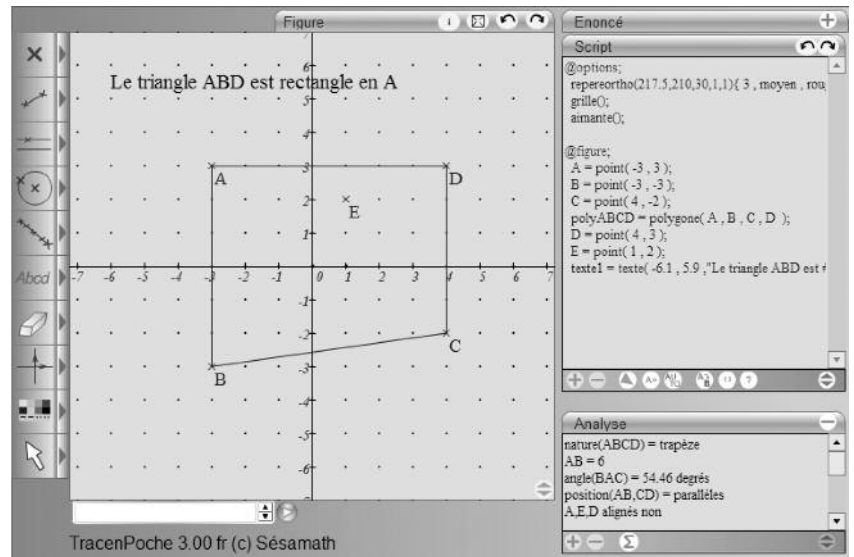 Figure
i
Enoncé
Script
Le triangle ABD est rectangle en A
@options;
repereortho(217.5,210,30,1,1){ 3 , moyen , rou
grille();
aimante();
@figure;
A = point( -3 , 3 );
B = point( -3 , -3 );
C = point( 4 , -2 );
polyABCD = polygone( A , B , C , D );
D = point( 4 , 3 );
E = point( 1 , 2 );
texte1 = texte( -6.1 , 5.9 ,"Le triangle ABD est
Abcd
A
D
E
B
C
7
6
5
4
3
2
1
-7 -6 -5 -4 -3 -2 -1 0 1 2 3 4 5 6 7
-1
-2
-3
-4
-5
-6
Analyse
nature(ABCD) = trapèze
AB = 6
angle(BAC) = 54.46 degrés
position(AB,CD) = parallèles
A,E,D alignés non
TracenPoche 3.00 fr (c) Sésamath